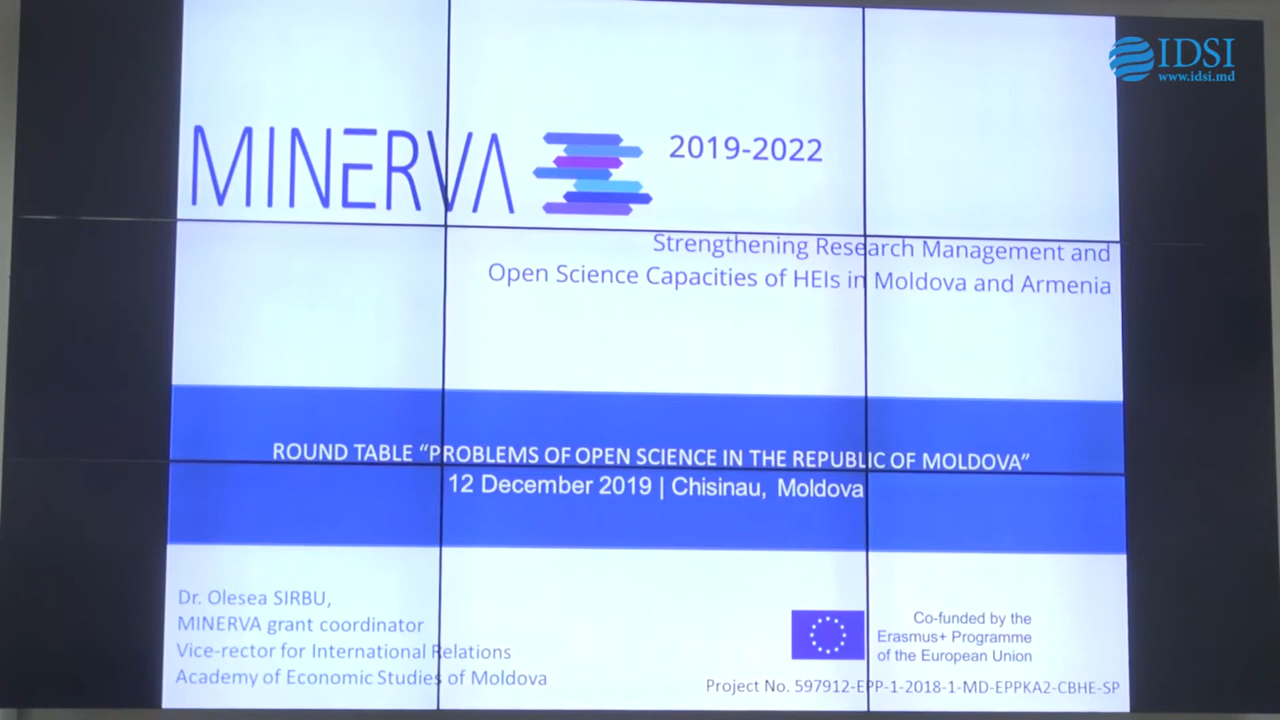 IDSI
www.idsi.md
MINERVA
2019-2022
Strengthening Research Management and
Open Science Capacities of HEIs in Moldova and Armenia
ROUND TABLE “PROBLEMS OF OPEN SCIENCE IN THE REPUBLIC OF MOLDOVA”
12 December 2019 | Chisinau, Moldova
Dr. Olesea SIRBU,
MINERVA grant coordinator
Vice-rector for International Relations
Academy of Economic Studies of Moldova
Co-funded by the
Erasmus+ Programme
of the European Union
Project No. 597912-EPP-1-2018-1-MD-EPPKA2-CBHE-SP